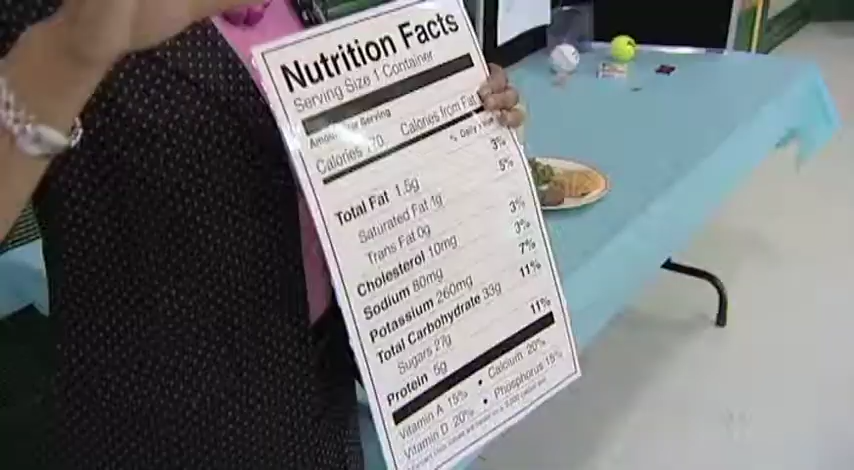 Nutrition Facts
Serving Size 1 Container
Serving
Calories Calories from Fat
% Daily
3%
Total Fat 1.5g 5%
Saturated Fat 1g
Trans Fat 0g
Cholesterol 10mg 3%
Sodium 80mg 3%
Potassium 260mg 7%
Total Carbohydrate 33g 11%
Sugars 27g
Protein 5g 11%
Vitamin A 15% • Calcium 20%
Vitamin D 20% • Phosphorus 15%